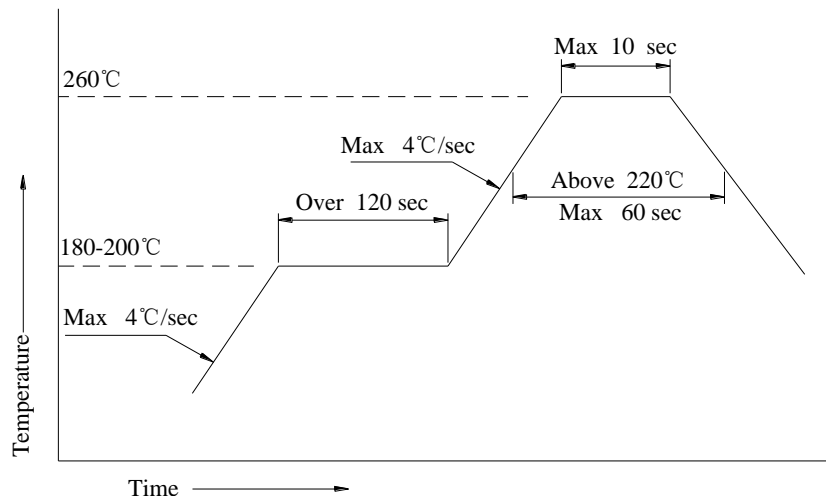 Max 10 sec
260℃
Max 4℃/sec
Above 220℃
Max 60 sec
Over 120 sec
180-200℃
Max 4℃/sec
Temperature
Time